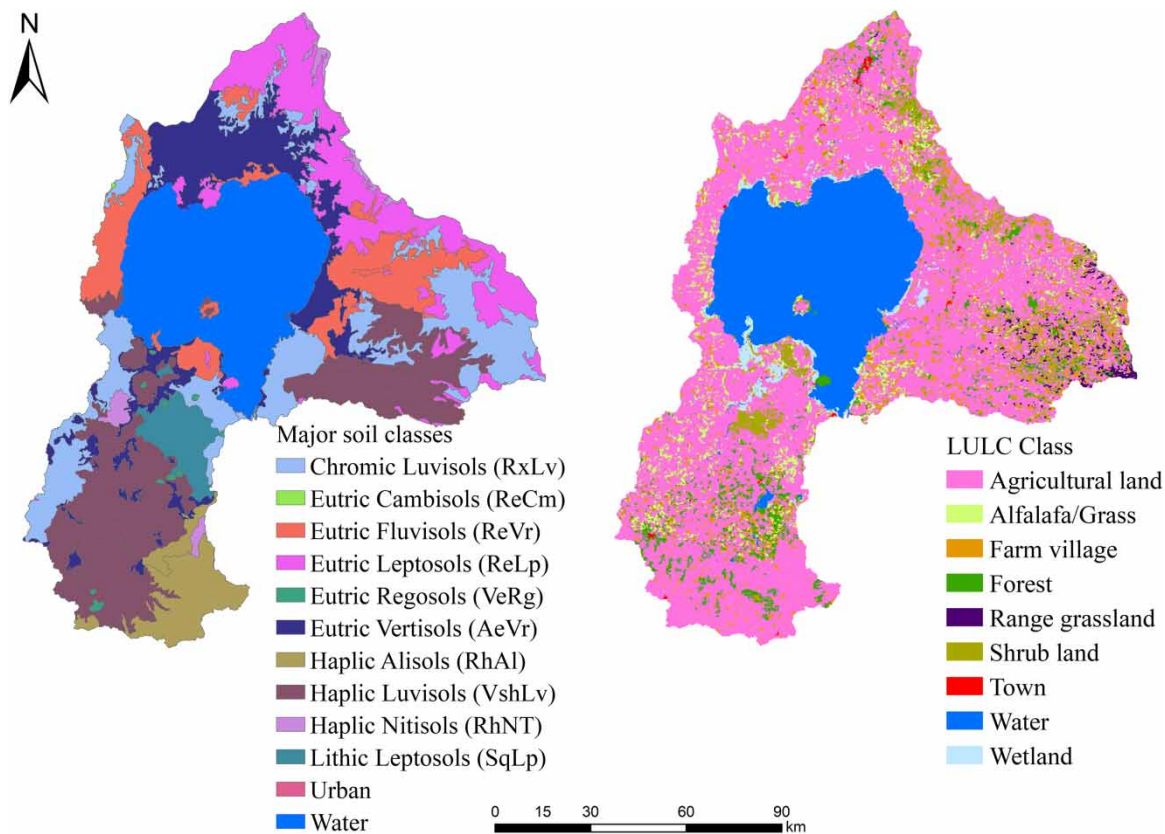 N
Major soil classes
Chromic Luvisols (RxLv)
Eutric Cambisols (ReCm)
Eutric Fluvisols (ReVr)
Eutric Leptosols (ReLp)
Eutric Regosols (VeRg)
Eutric Vertisols (AeVr)
Haplic Alisols (RhAl)
Haplic Luvisols (VshLv)
Haplic Nitisols (RhNT)
Lithic Leptosols (SqLp)
Urban
Water
LULC Class
Agricultural land
Alfalafa/Grass
Farm village
Forest
Range grassland
Shrub land
Town
Water
Wetland
0 15 30 60 90
km